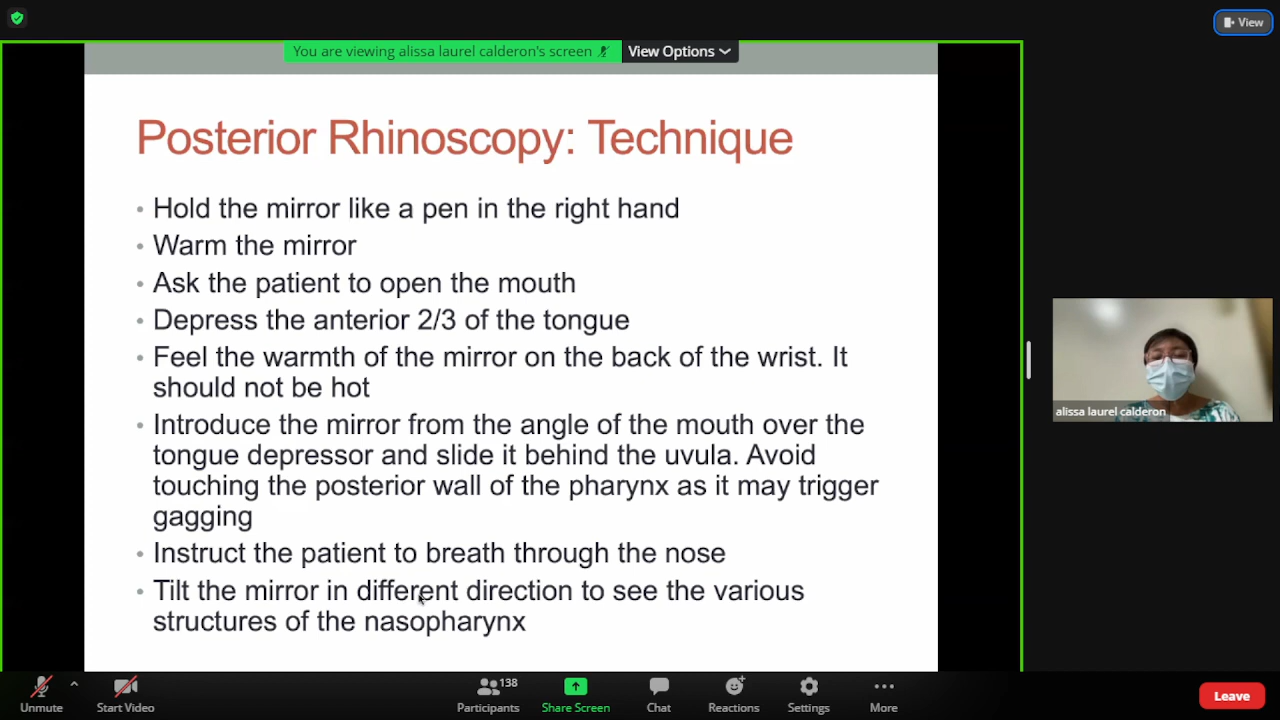 View
You are viewing alissa laurel calderon's screen
View Options
Posterior Rhinoscopy: Technique
• Hold the mirror like a pen in the right hand
• Warm the mirror
• Ask the patient to open the mouth
• Depress the anterior 2/3 of the tongue
• Feel the warmth of the mirror on the back of the wrist. It
should not be hot
• Introduce the mirror from the angle of the mouth over the
tongue depressor and slide it behind the uvula. Avoid
touching the posterior wall of the pharynx as it may trigger
gagging
• Instruct the patient to breath through the nose
• Tilt the mirror in different direction to see the various
structures of the nasopharynx
alissa laurel calderon
Unmute
Start Video
138
Participants
Share Screen
Chat
Reactions
Settings
More
Leave